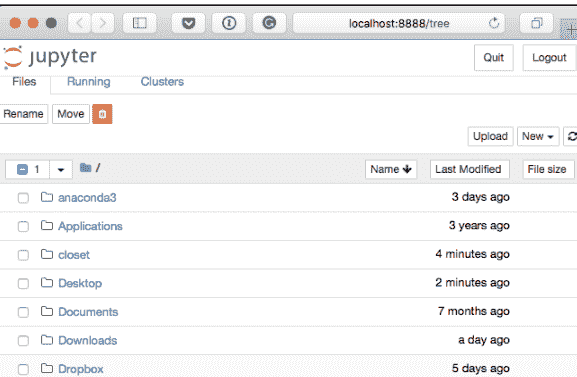 localhost:8888/tree
jupyter
Quit Logout
Files Running Clusters
Rename Move
Upload New
1 / Name Last Modified File size
anaconda3 3 days ago
Applications 3 years ago
closet 4 minutes ago
Desktop 2 minutes ago
Documents 7 months ago
Downloads a day ago
Dropbox 5 days ago